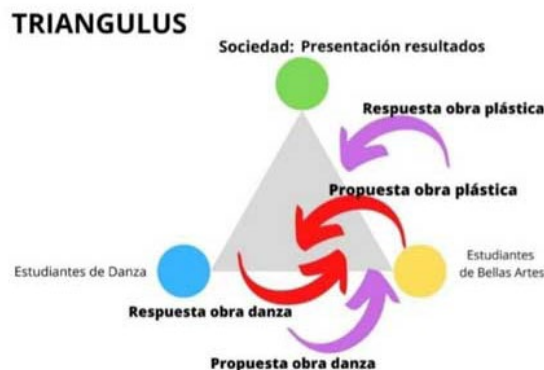 TRIANGULUS
Sociedad: Presentación resultados
Respuesta obra plástica
Propuesta obra plástica
Estudiantes de Danza
Estudiantes
de Bellas Artes
Respuesta obra danza
Propuesta obra danza